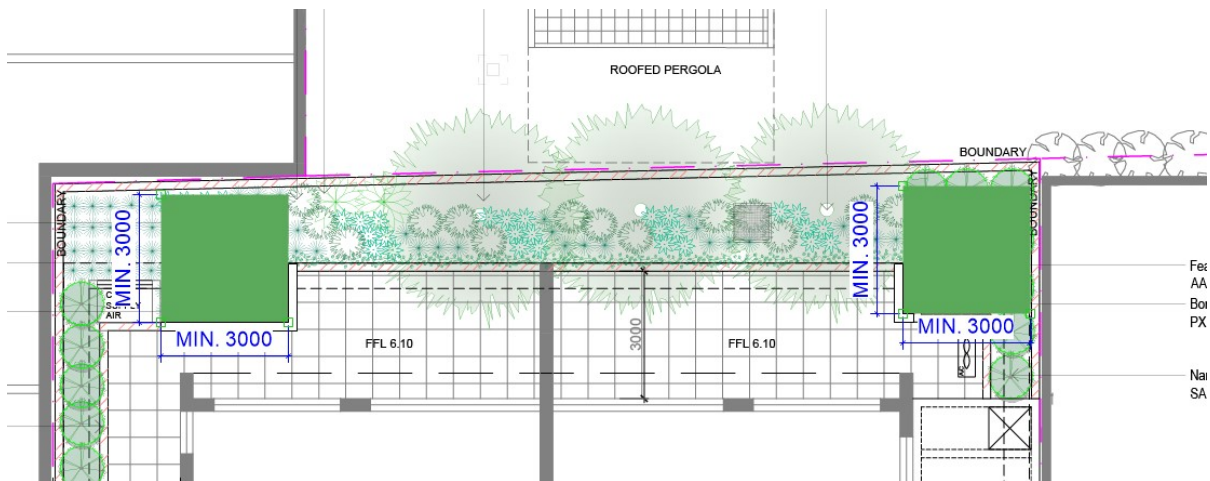 ROOFED PERGOLA
BOUNDARY
BOUNDARY
BOUNDARY
MIN. 3000
MIN. 3000
MIN. 3000
MIN. 3000
3000
SUPPLY
AIR
FFL 6.10
FFL 6.10
A/C
Fea
AA
Bor
PX
Nar
SA